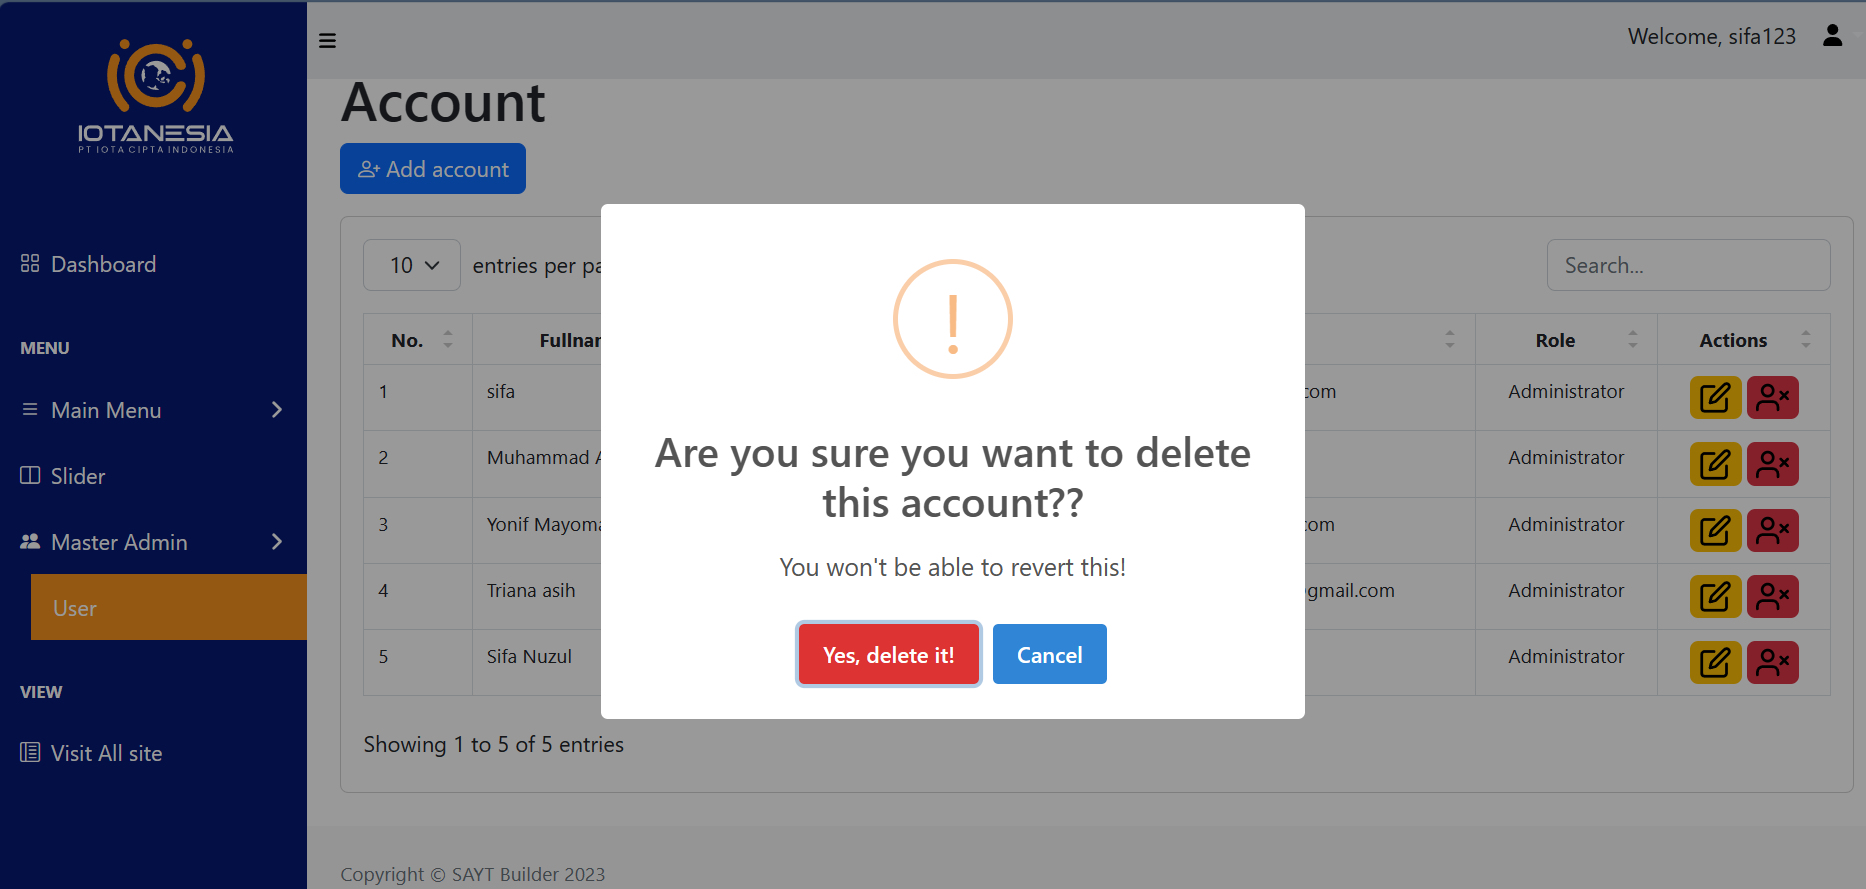 IOTANESIA
PT IOTA CIPTA INDONESIA
Welcome, sifa123
Account
Add account
Dashboard
MENU
Main Menu
Slider
Master Admin
User
VIEW
Visit All site
10 entries per pa
Search...
No. Fullnar Role Actions
1 sifa com Administrator
2 Muhammad A Administrator
3 Yonif Mayoma com Administrator
4 Triana asih gmail.com Administrator
5 Sifa Nuzul Administrator
Showing 1 to 5 of 5 entries
Are you sure you want to delete
this account??
You won't be able to revert this!
Yes, delete it! Cancel
Copyright © SAYT Builder 2023